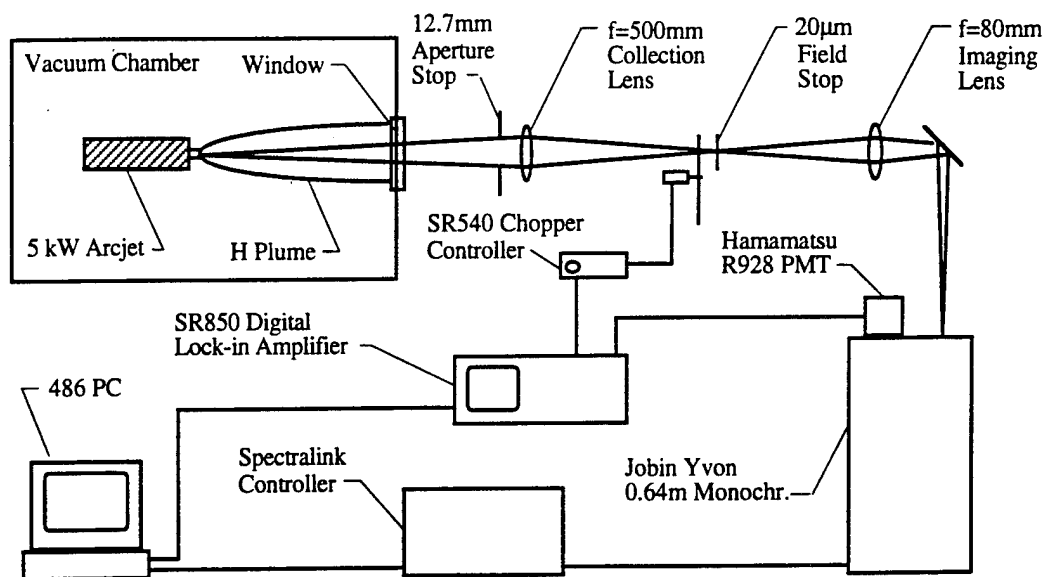 Vacuum Chamber
Window
12.7mm
Aperture
Stop
f=500mm
Collection
Lens
20μm
Field
Stop
f=80mm
Imaging
Lens
5 kW Arcjet
H Plume
SR540 Chopper
Controller
Hamamatsu
R928 PMT
SR850 Digital
Lock-in Amplifier
486 PC
Spectralink
Controller
Jobin Yvon
0.64m Monochr.